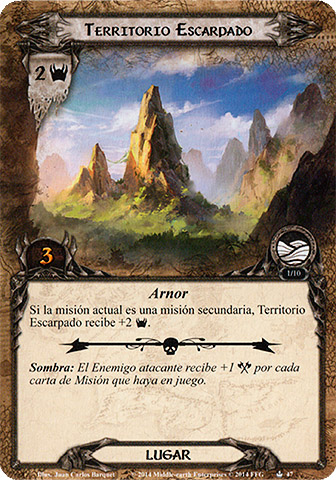 TERRITORIO ESCARPADO
2
3
1/10
Arnor
Si la misión actual es una misión secundaria, Territorio
Escarpado recibe +2 .
Sombra: El Enemigo atacante recibe +1 por cada
carta de Misión que haya en juego.
LUGAR
Illus. Juan Carlos Barquet © 2014 Middle-earth Enterprises © 2014 FFG 47